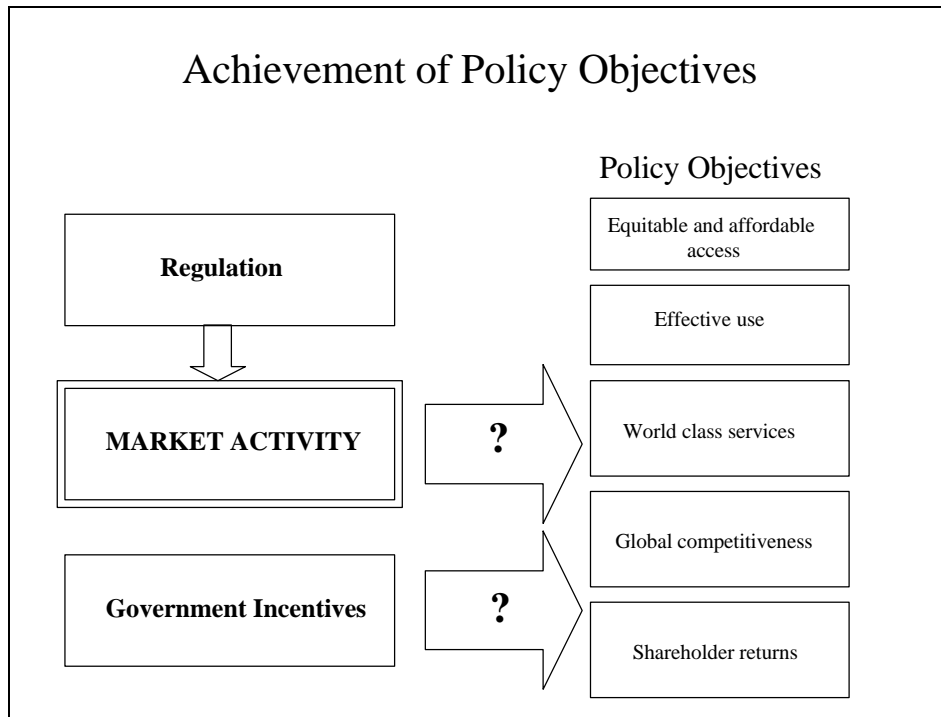 Achievement of Policy Objectives
Policy Objectives
Regulation
MARKET ACTIVITY
Government Incentives
?
?
Equitable and affordable
access
Effective use
World class services
Global competitiveness
Shareholder returns